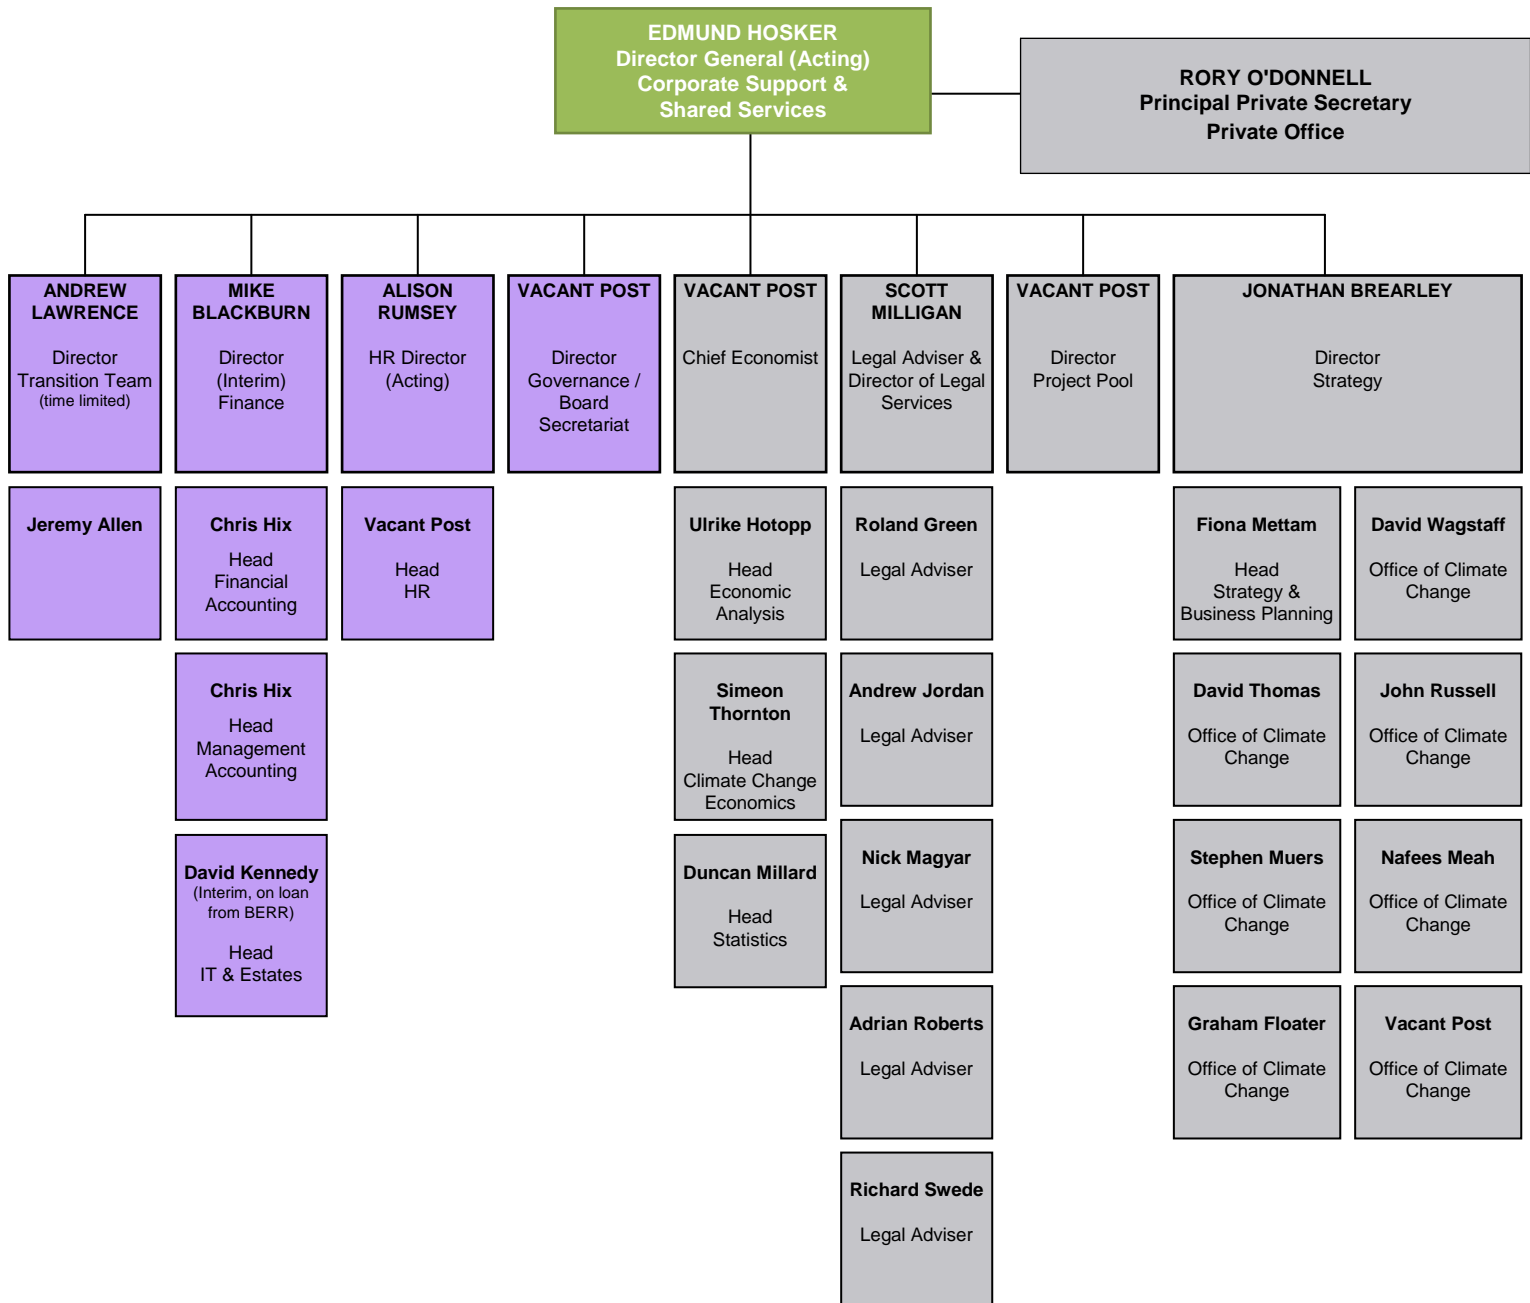 EDMUND HOSKER
Director General (Acting)
Corporate Support &
Shared Services
RORY O'DONNELL
Principal Private Secretary
Private Office
ANDREW
LAWRENCE
Director
Transition Team
(time limited)
MIKE
BLACKBURN
Director
(Interim)
Finance
ALISON
RUMSEY
HR Director
(Acting)
VACANT POST
Director
Governance /
Board
Secretariat
VACANT POST
Chief Economist
SCOTT
MILLIGAN
Legal Adviser &
Director of Legal
Services
VACANT POST
Director
Project Pool
JONATHAN BREARLEY
Director
Strategy
Jeremy Allen
Chris Hix
Head
Financial
Accounting
Vacant Post
Head
HR
Ulrike Hotopp
Head
Economic
Analysis
Roland Green
Legal Adviser
Fiona Mettam
Head
Strategy &
Business Planning
David Wagstaff
Office of Climate
Change
Chris Hix
Head
Management
Accounting
Simeon
Thornton
Head
Climate Change
Economics
Andrew Jordan
Legal Adviser
David Thomas
Office of Climate
Change
John Russell
Office of Climate
Change
David Kennedy
(Interim, on loan
from BERR)
Head
IT & Estates
Duncan Millard
Head
Statistics
Nick Magyar
Legal Adviser
Stephen Muers
Office of Climate
Change
Nafees Meah
Office of Climate
Change
Adrian Roberts
Legal Adviser
Graham Floater
Office of Climate
Change
Vacant Post
Office of Climate
Change
Richard Swede
Legal Adviser